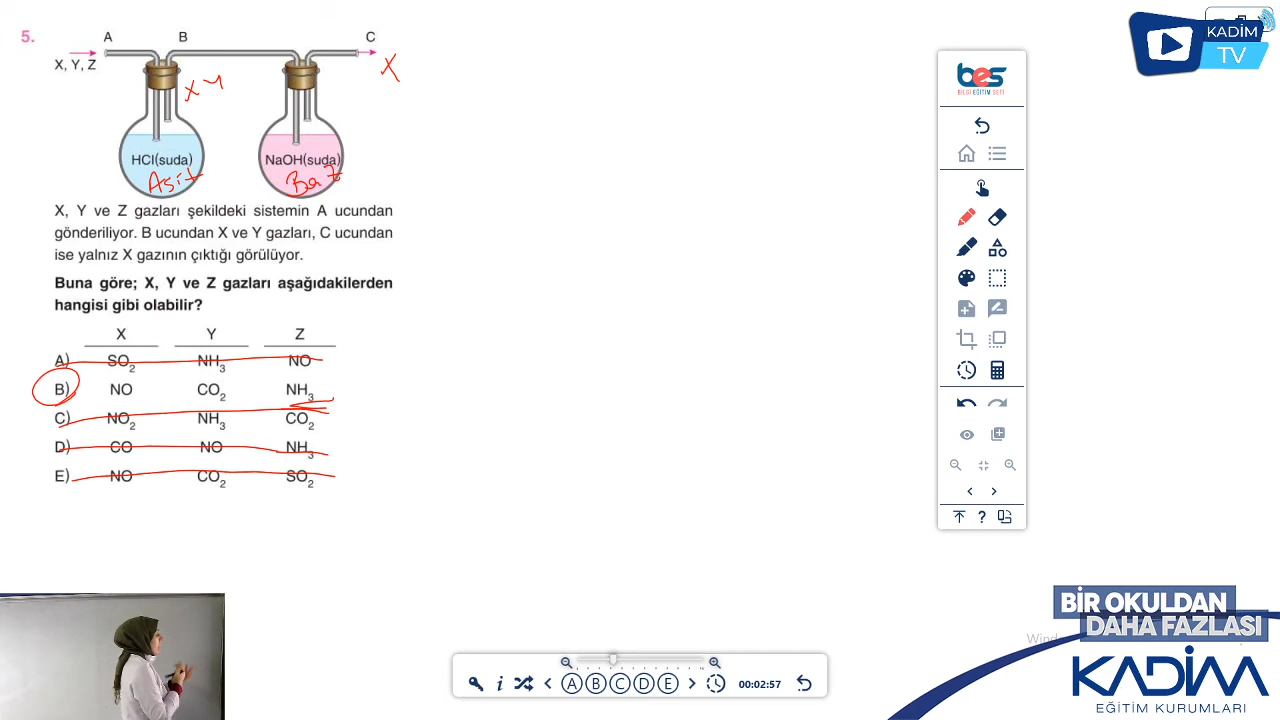 5.
A B C
X, Y, Z
X Y
X
HCl(suda) NaOH(suda)
Asit Baz
X, Y ve Z gazları şekildeki sistemin A ucundan
gönderiliyor. B ucundan X ve Y gazları, C ucundan
ise yalnız X gazının çıktığı görülüyor.
Buna göre; X, Y ve Z gazları aşağıdakilerden
hangisi gibi olabilir?
X Y Z
A) SO₂ NH₃ NO
B) NO CO₂ NH₃
C) NO₂ NH₃ CO₂
D) CO NO NH₃
E) NO CO₂ SO₂
KADİM
TV
bes
BİLGİ EĞİTİM SETİ
?
A B C D E
00:02:57
BİR OKULDAN
DAHA FAZLASI
Wind
KADİM
EĞİTİM KURUMLARI